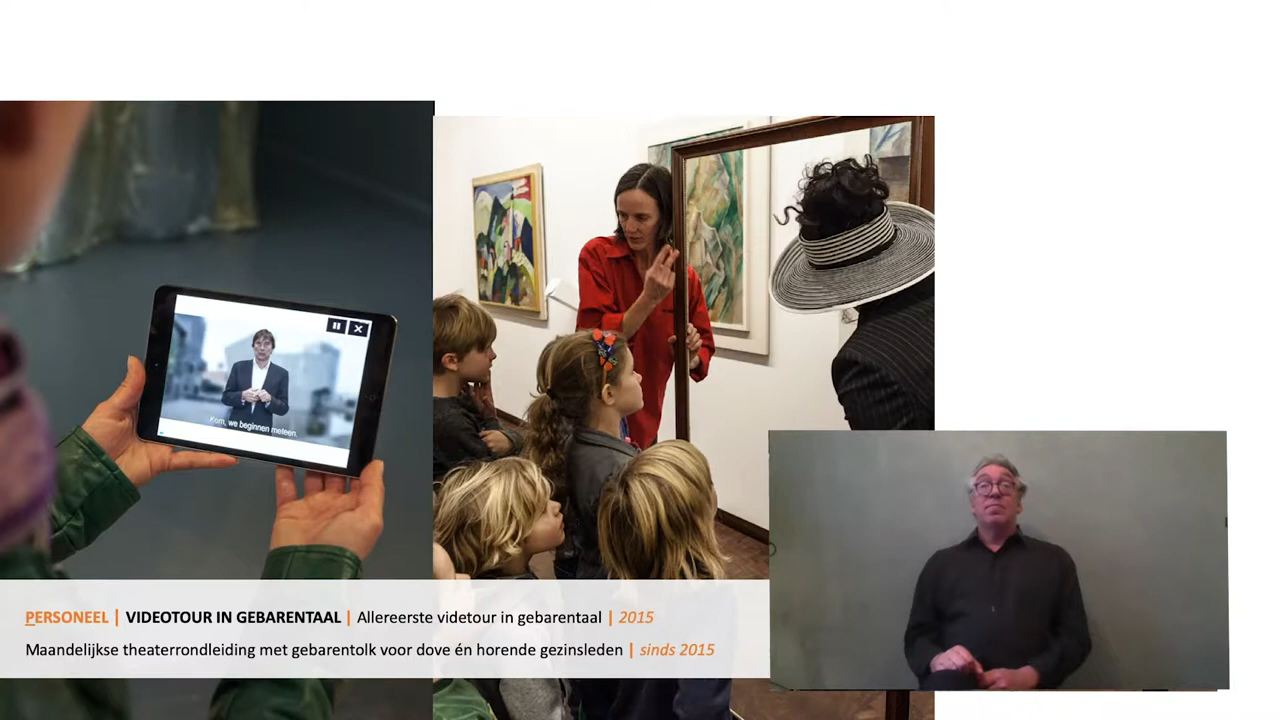 Kom, we beginnen meteen.
PERSONEEL | VIDEOTOUR IN GEBARENTAAL | Allereerste videtour in gebarentaal | 2015
Maandelijkse theaterrondleiding met gebarentolk voor dove én horende gezinsleden | sinds 2015